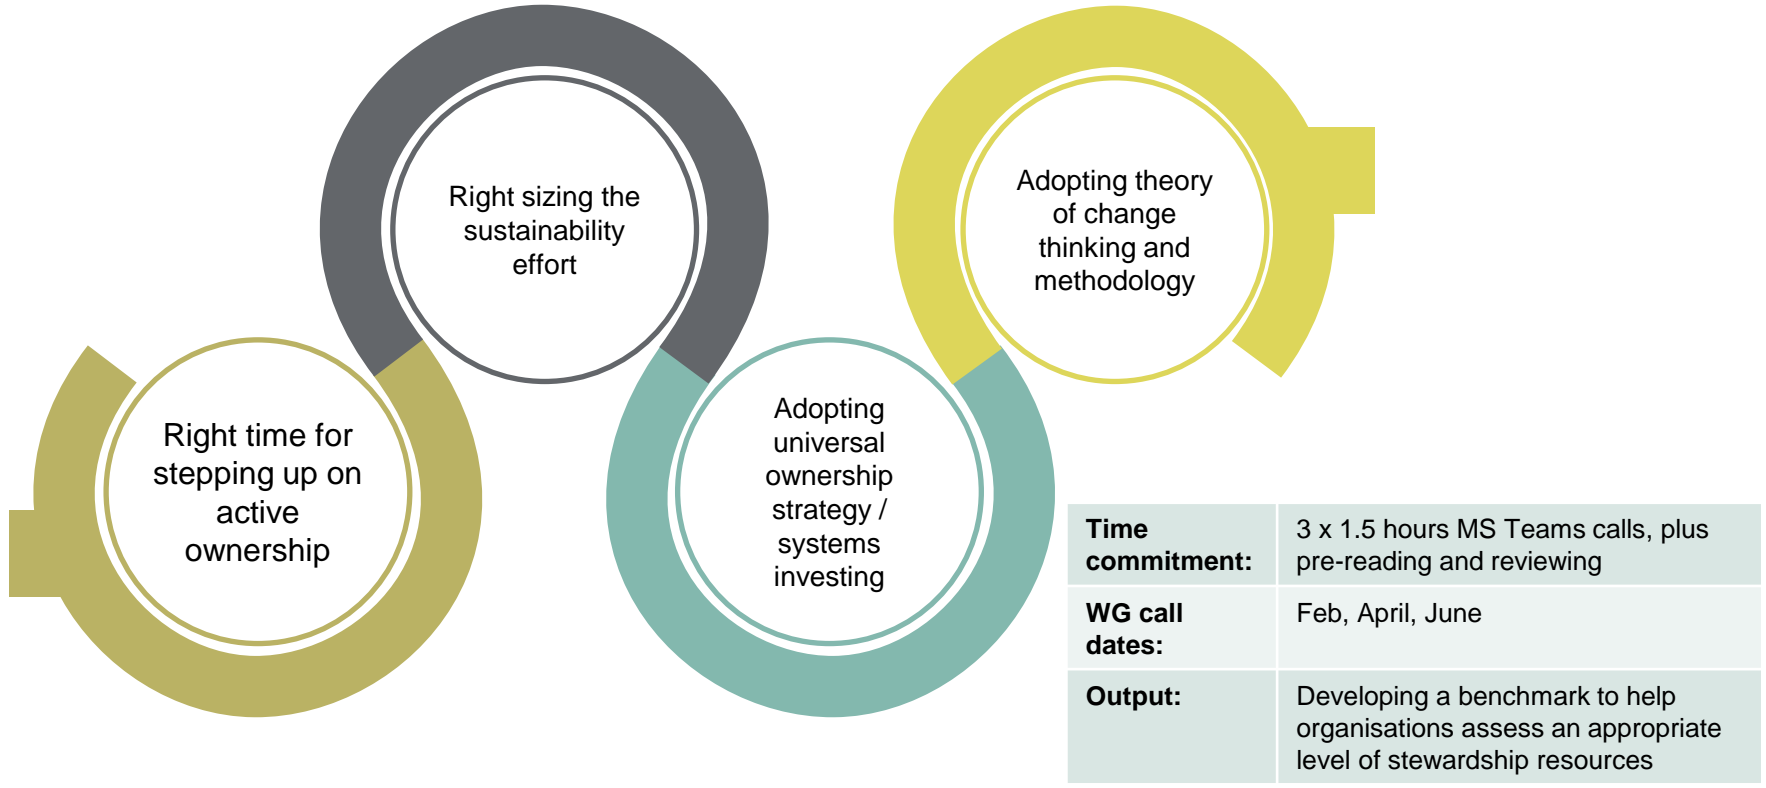 Right time for
stepping up on
active
ownership
Right sizing the
sustainability
effort
Adopting
universal
ownership
strategy /
systems
investing
Adopting theory
of change
thinking and
methodology
Time
commitment:
3 x 1.5 hours MS Teams calls, plus
pre-reading and reviewing
WG call
dates:
Feb, April, June
Output:
Developing a benchmark to help
organisations assess an appropriate
level of stewardship resources